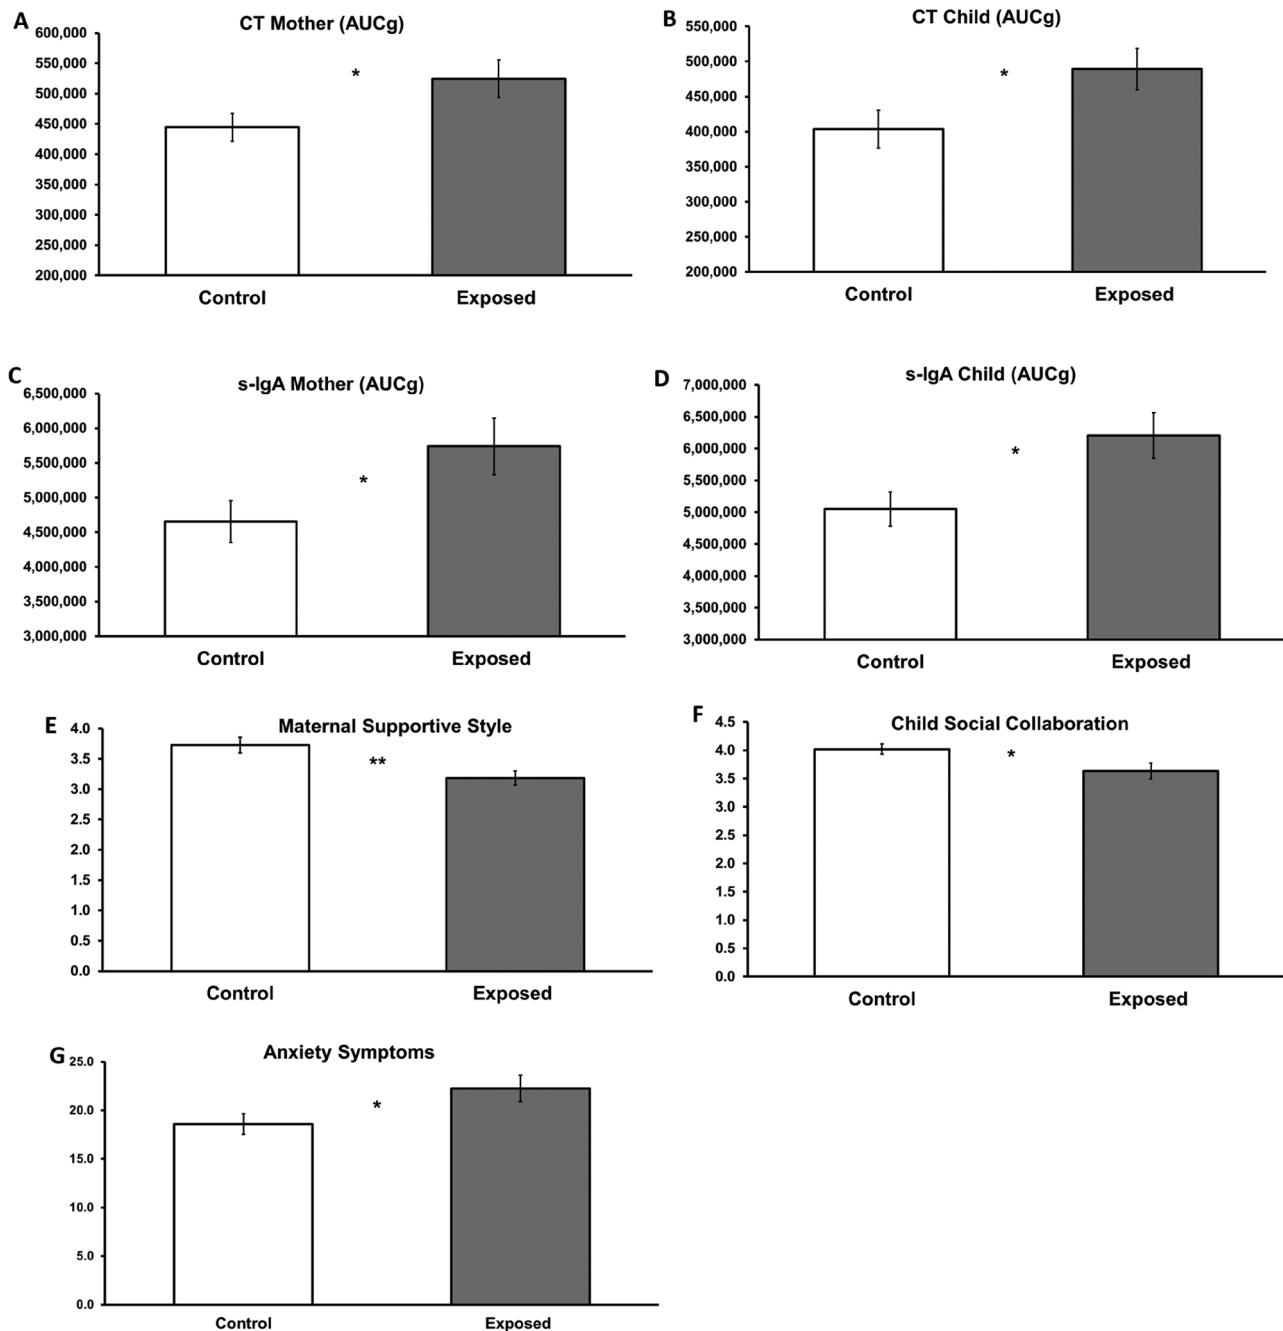 A
CT Mother (AUCg)
600,000
550,000
500,000
450,000
400,000
350,000
300,000
250,000
200,000
*
Control
Exposed
B
CT Child (AUCg)
550,000
500,000
450,000
400,000
350,000
300,000
250,000
200,000
*
Control
Exposed
C
s-IgA Mother (AUCg)
6,500,000
6,000,000
5,500,000
5,000,000
4,500,000
4,000,000
3,500,000
3,000,000
*
Control
Exposed
D
s-IgA Child (AUCg)
7,000,000
6,500,000
6,000,000
5,500,000
5,000,000
4,500,000
4,000,000
3,500,000
3,000,000
*
Control
Exposed
E
Maternal Supportive Style
4.0
3.5
3.0
2.5
2.0
1.5
1.0
0.5
0.0
**
Control
Exposed
F
Child Social Collaboration
4.5
4.0
3.5
3.0
2.5
2.0
1.5
1.0
0.5
0.0
*
Control
Exposed
G
Anxiety Symptoms
25.0
20.0
15.0
10.0
5.0
0.0
*
Control
Exposed